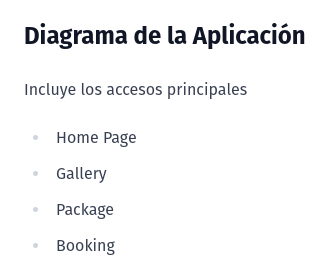 Diagrama de la Aplicación
Incluye los accesos principales
Home Page
Gallery
Package
Booking